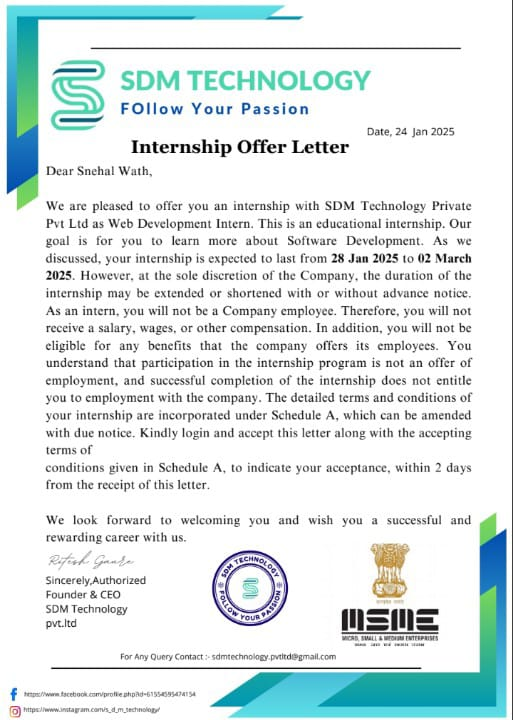 SDM TECHNOLOGY
FOllow Your Passion
Date, 24 Jan 2025
Internship Offer Letter
Dear Snehal Wath,
We are pleased to offer you an internship with SDM Technology Private
Pvt Ltd as Web Development Intern. This is an educational internship. Our
goal is for you to learn more about Software Development. As we
discussed, your internship is expected to last from 28 Jan 2025 to 02 March
2025. However, at the sole discretion of the Company, the duration of the
internship may be extended or shortened with or without advance notice.
As an intern, you will not be a Company employee. Therefore, you will not
receive a salary, wages, or other compensation. In addition, you will not be
eligible for any benefits that the company offers its employees. You
understand that participation in the internship program is not an offer of
employment, and successful completion of the internship does not entitle
you to employment with the company. The detailed terms and conditions of
your internship are incorporated under Schedule A, which can be amended
with due notice. Kindly login and accept this letter along with the accepting
terms of
conditions given in Schedule A, to indicate your acceptance, within 2 days
from the receipt of this letter.
We look forward to welcoming you and wish you a successful and
rewarding career with us.
Ritesh Gaure
Sincerely,Authorized
Founder & CEO
SDM Technology
pvt.ltd
SDM TECHNOLOGY
FOLLOW YOUR PASSION
MSME
MICRO, SMALL & MEDIUM ENTERPRISES
For Any Query Contact :- sdmtechnology.pvtltd@gmail.com
https://www.facebook.com/profile.php?id=61554595474154
https://www.instagram.com/s_d_m_technology/